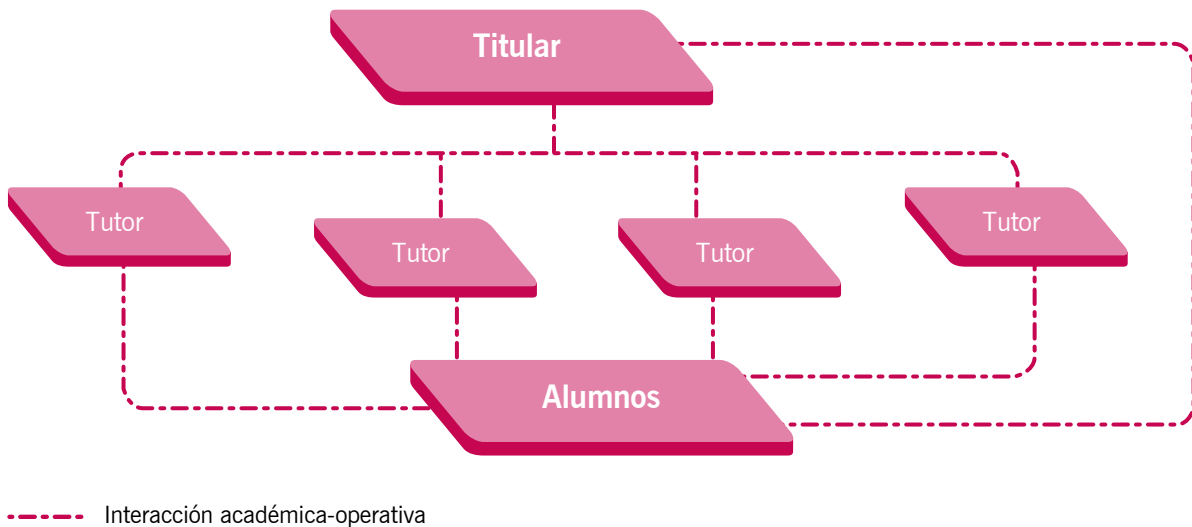 Titular
Tutor
Tutor
Tutor
Tutor
Alumnos
Interacción académica-operativa